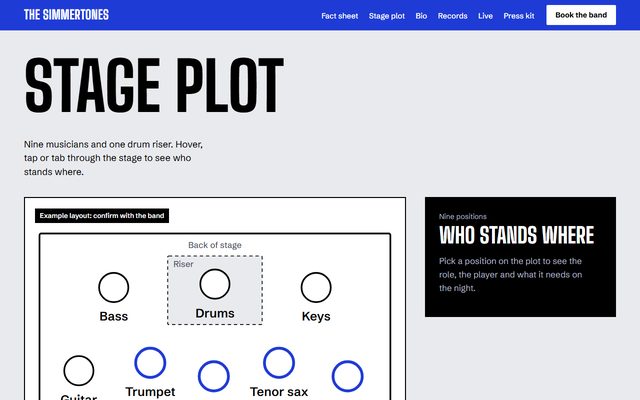 THE SIMMERTONES
Fact sheet
Stage plot
Bio
Records
Live
Press kit
Book the band
STAGE PLOT
Nine musicians and one drum riser. Hover,
tap or tab through the stage to see who
stands where.
Example layout: confirm with the band
Back of stage
Riser
Bass
Drums
Keys
Guitar
Trumpet
Tenor sax
Nine positions
WHO STANDS WHERE
Pick a position on the plot to see the
role, the player and what it needs on
the night.